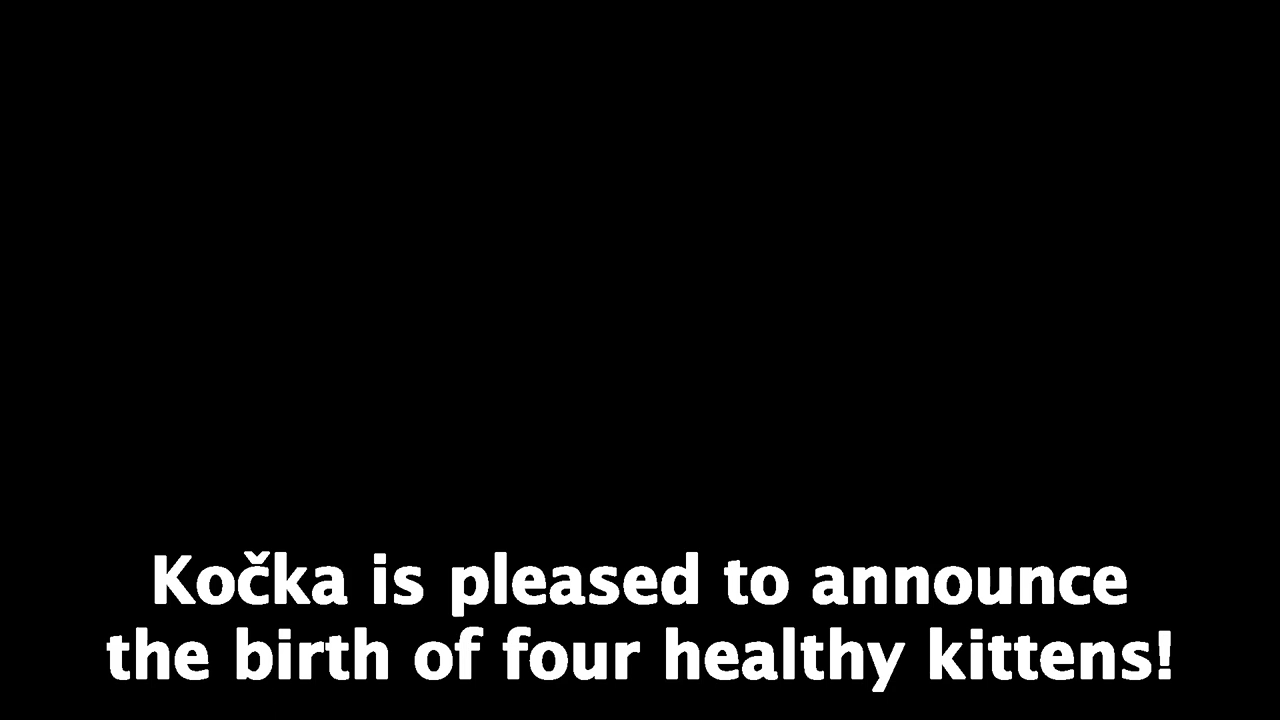 Kočka is pleased to announce
the birth of four healthy kittens!